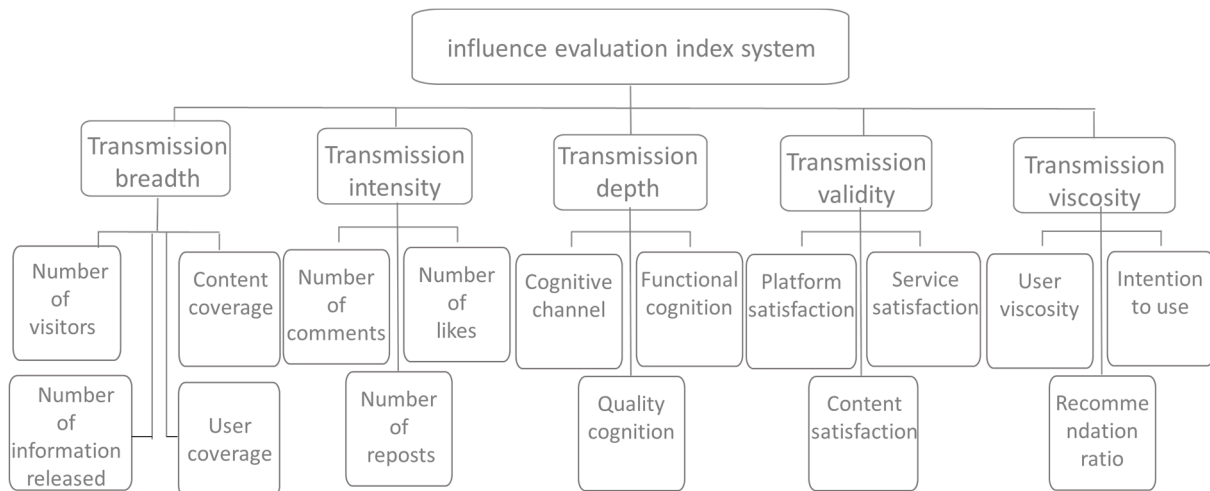 influence evaluation index system
Transmission
breadth
Transmission
intensity
Transmission
depth
Transmission
validity
Transmission
viscosity
Number
of
visitors
Content
coverage
Number
of
comments
Number
of
likes
Cognitive
channel
Functional
cognition
Platform
satisfaction
Service
satisfaction
User
viscosity
Intention
to use
Number
of
information
released
User
coverage
Number
of
reposts
Quality
cognition
Content
satisfaction
Recomme
ndation
ratio